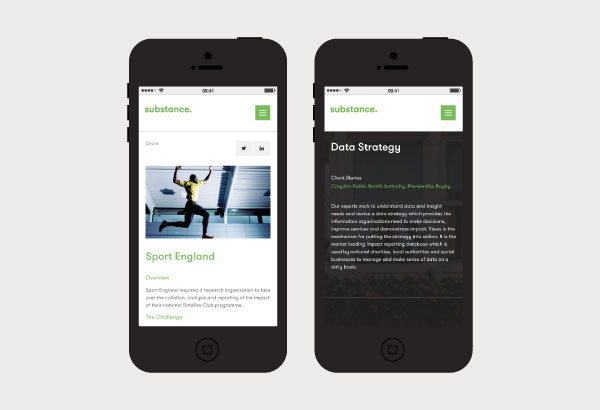 00:41
substance.
Share
Sport England
Overview
Sport England required a research organisation to take
over the collation, analysis and reporting of the impact
of their national Satellite Club programme.
The Challenge
00:41
substance.
Data Strategy
Client Stories
Croydon Public Health Authority, Premiership Rugby
Our experts work to understand data and insight
needs and devise a data strategy which provides the
information organisations need to make decisions,
improve services and demonstrate impact. Views is the
mechanism for putting the strategy into action. It is the
market leading impact reporting database which is
used by national charities, local authorities and social
businesses to manage and make sense of data on a
daily basis.